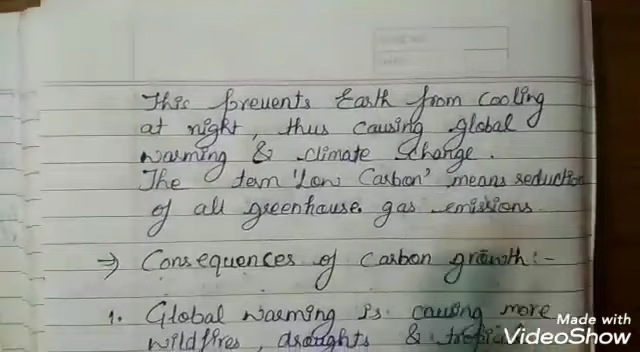 This prevents Earth from cooling
at night, thus causing global
warming & climate change.
The term 'Low Carbon' means reduction
of all greenhouse gas emissions.
→ Consequences of Carbon growth:-
1. Global warming is causing more
wildfires, droughts &
Made with
VideoShow